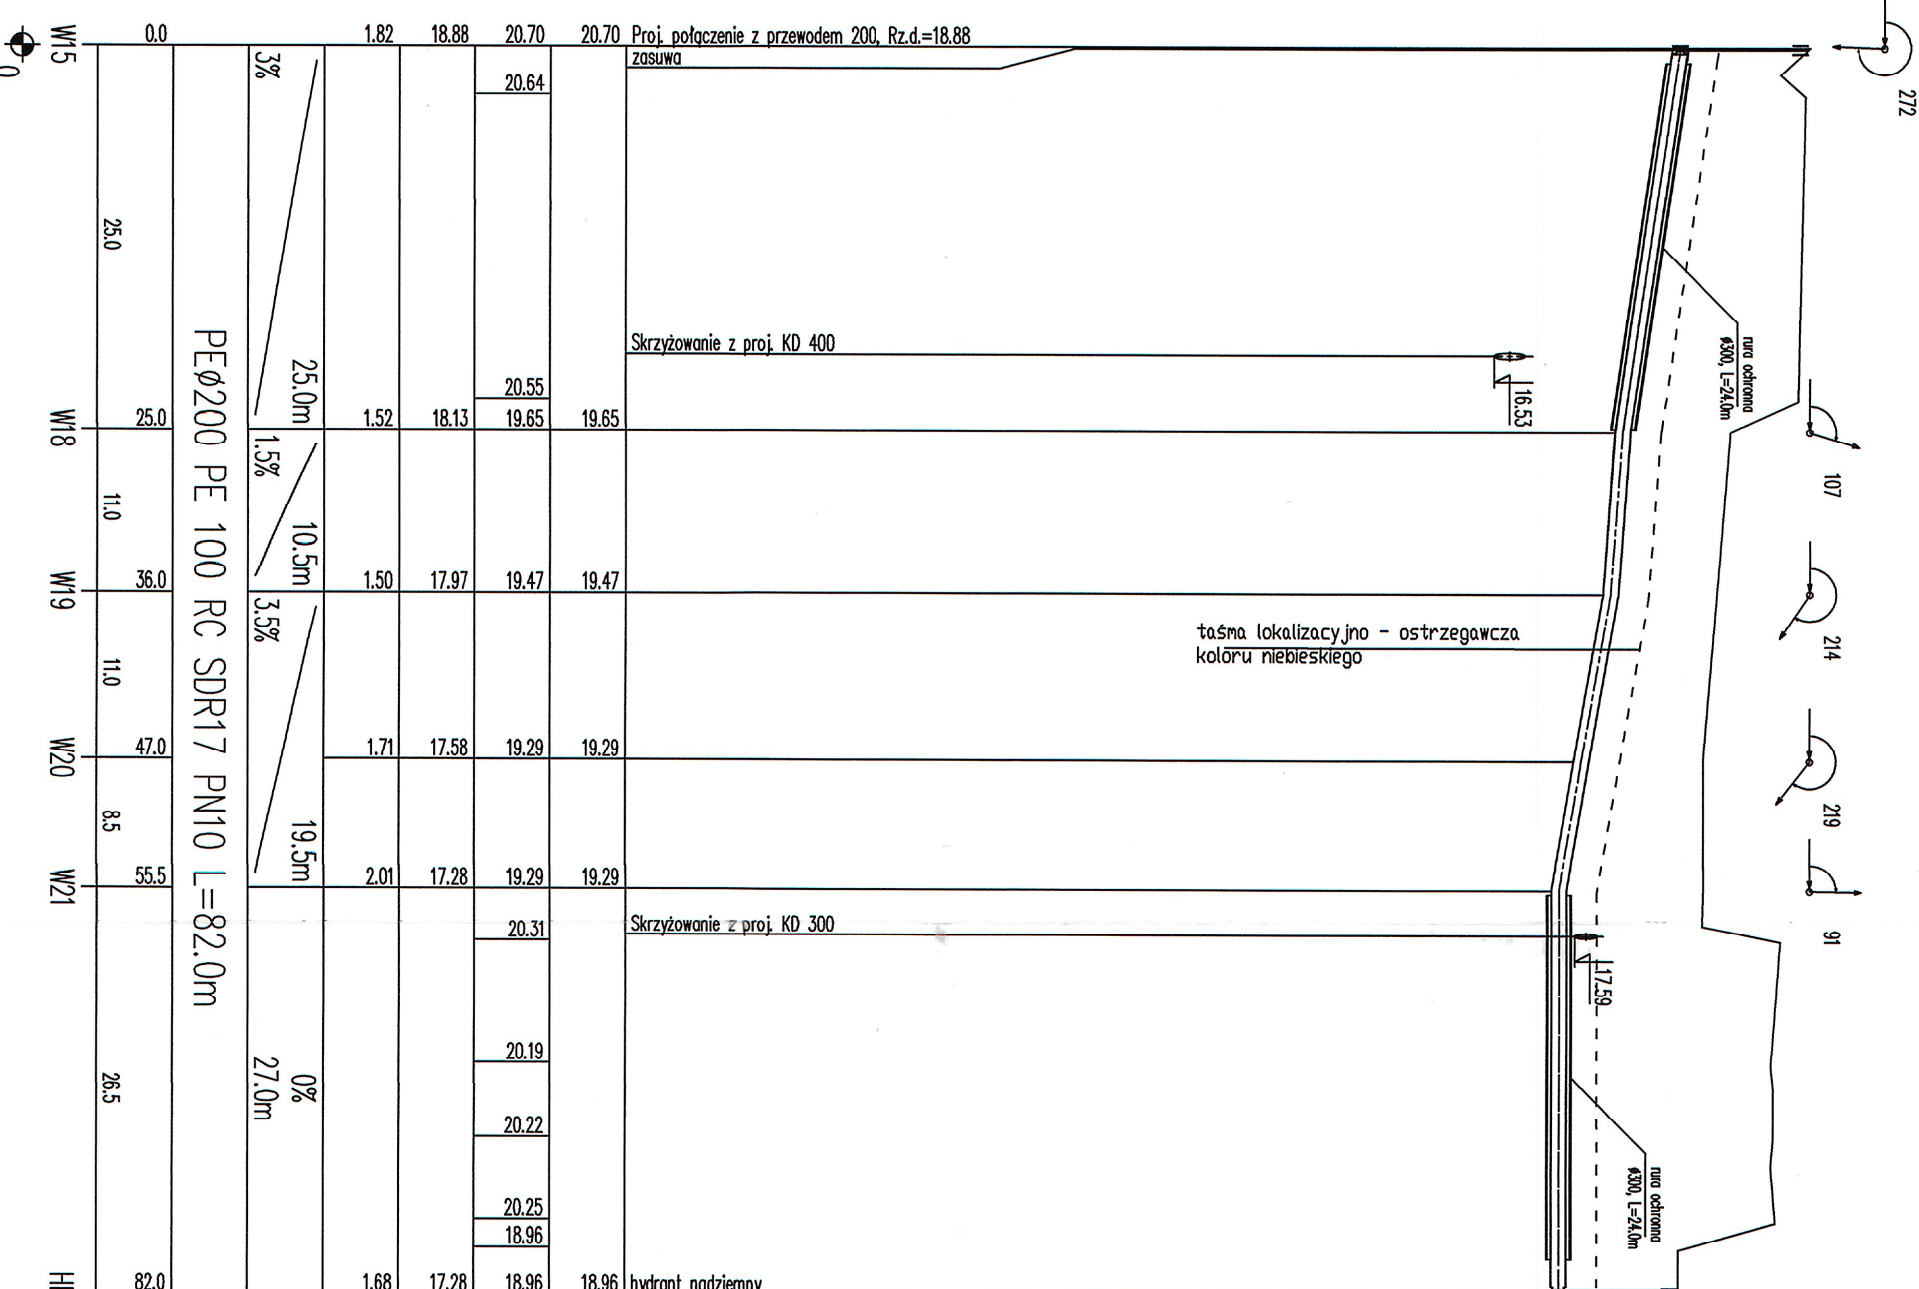 W15
0.0
1.82
18.88
20.70
20.70
Proj. połączenie z przewodem 200, Rz.d.=18.88
zasuwa
272
3%
20.64
25.0
25.0m
rura ochronna
ø300, L=24.0m
Skrzyżowanie z proj. KD 400
16.53
20.55
W18
25.0
1.52
18.13
19.65
19.65
107
1.5%
11.0
10.5m
W19
36.0
1.50
17.97
19.47
19.47
214
3.5%
taśma lokalizacyjno - ostrzegawcza
koloru niebieskiego
11.0
PEø200 PE 100 RC SDR17 PN10 L=82.0m
W20
47.0
1.71
17.58
19.29
19.29
219
8.5
19.5m
W21
55.5
2.01
17.28
19.29
19.29
91
20.31
Skrzyżowanie z proj. KD 300
17.59
20.19
0%
27.0m
26.5
20.22
rura ochronna
ø300, L=24.0m
20.25
18.96
82.0
1.68
17.28
18.96
18.96
hydrant nadziemny